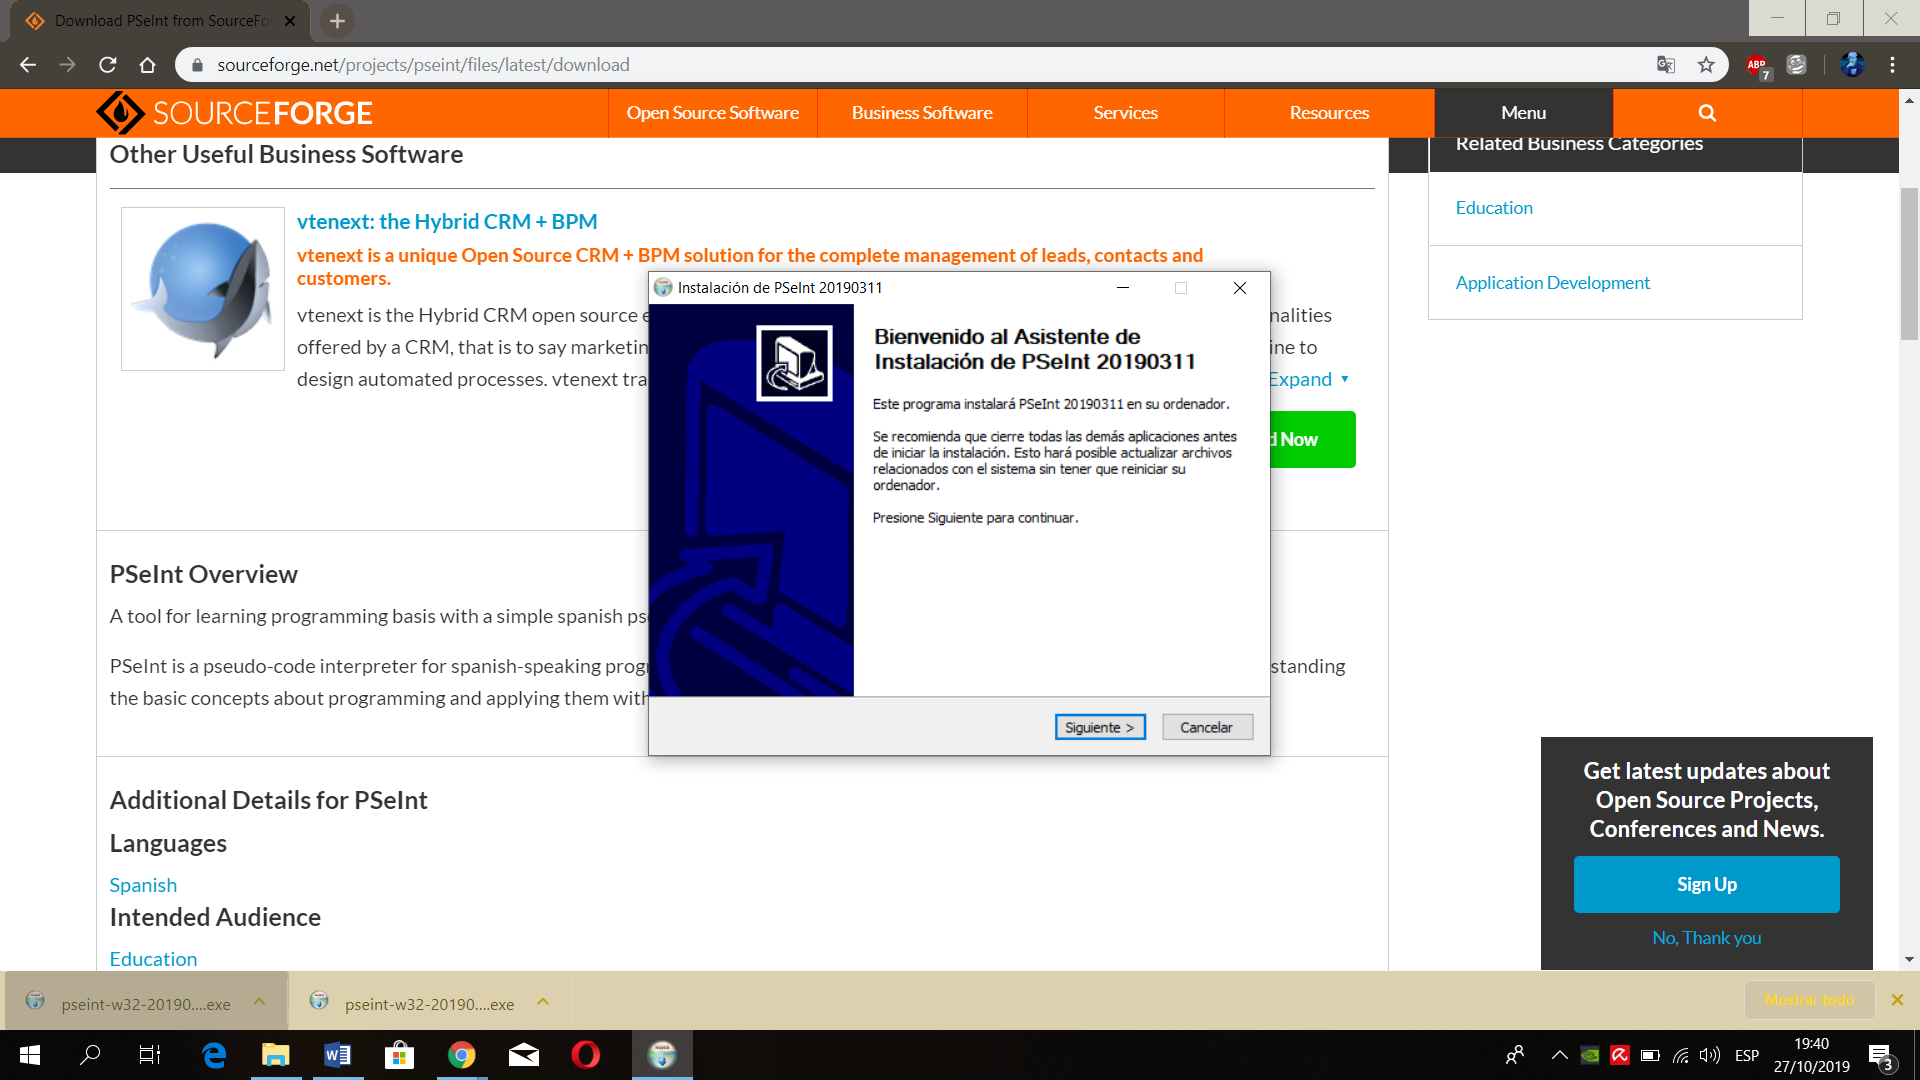 Download PSeInt from SourceFo
sourceforge.net/projects/pseint/files/latest/download
ABP
7
SOURCEFORGE
Open Source Software
Business Software
Services
Resources
Menu
Other Useful Business Software
Related Business Categories
Education
Application Development
vtenext: the Hybrid CRM + BPM
vtenext is a unique Open Source CRM + BPM solution for the complete management of leads, contacts and
customers.
vtenext is the Hybrid CRM open source e
nalities
offered by a CRM, that is to say marketin
ine to
design automated processes. vtenext tra
Expand
d Now
Instalación de PSeInt 20190311
Bienvenido al Asistente de
Instalación de PSeInt 20190311
Este programa instalará PSeInt 20190311 en su ordenador.
Se recomienda que cierre todas las demás aplicaciones antes
de iniciar la instalación. Esto hará posible actualizar archivos
relacionados con el sistema sin tener que reiniciar su
ordenador.
Presione Siguiente para continuar.
Siguiente >
Cancelar
PSeInt Overview
A tool for learning programming basis with a simple spanish pse
PSeInt is a pseudo-code interpreter for spanish-speaking progr
standing
the basic concepts about programming and applying them with
Additional Details for PSeInt
Languages
Spanish
Intended Audience
Education
Get latest updates about
Open Source Projects,
Conferences and News.
Sign Up
No, Thank you
pseint-w32-20190....exe
pseint-w32-20190....exe
Mostrar todo
ESP
19:40
27/10/2019
3